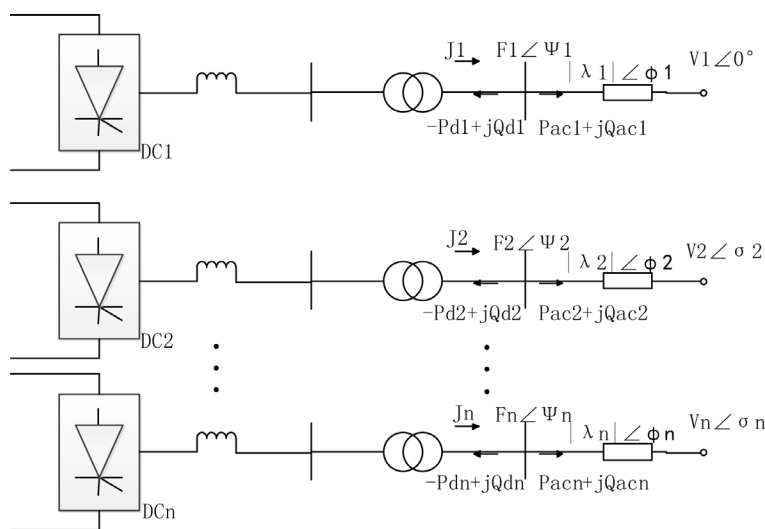 J1 F1∠Ψ1 |λ1|∠ϕ1 V1∠0°
-Pd1+jQd1 Pac1+jQac1
DC1
J2 F2∠Ψ2 |λ2|∠ϕ2 V2∠σ2
-Pd2+jQd2 Pac2+jQac2
DC2
Jn Fn∠Ψn |λn|∠ϕn Vn∠σn
-Pdn+jQdn Pacn+jQacn
DCn